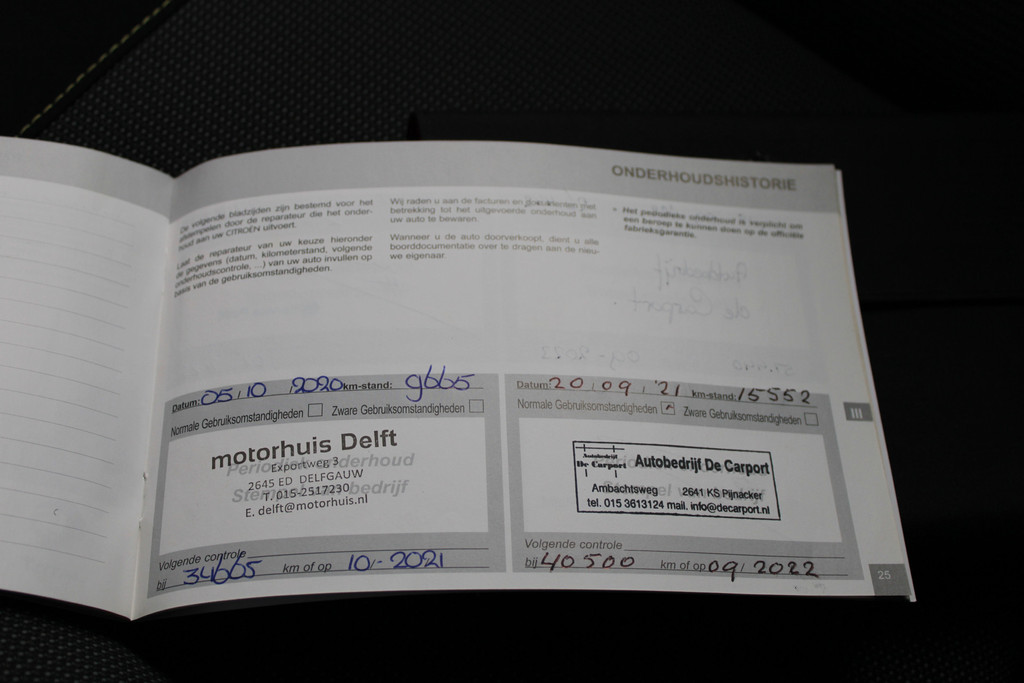 ONDERHOUDSHISTORIE
De volgende bladzijden zijn bestemd voor het
afstempelen door de reparateur die het onder-
houd aan uw CITROËN uitvoert.
Laat de reparateur van uw keuze hieronder
de gegevens (datum, kilometerstand, volgende
onderhoudscontrole, ...) van uw auto invullen op
basis van de gebruiksomstandigheden.
Wij raden u aan de facturen en documenten met
betrekking tot het uitgevoerde onderhoud aan
uw auto te bewaren.
Wanneer u de auto doorverkoopt, dient u alle
boorddocumentatie over te dragen aan de nieu-
we eigenaar.
* Het periodieke onderhoud is verplicht om
een beroep te kunnen doen op de officiële
fabrieksgarantie.
Datum: 05 / 10 / 2020 km-stand: 9665
Normale Gebruiksomstandigheden Zware Gebruiksomstandigheden
motorhuis Delft
Periodiek onderhoud
Exportweg 3
2645 ED DELFGAUW
Stempel bedrijf
T. 015-2517230
E. delft@motorhuis.nl
Volgende controle
bij 34665 km of op 10/- 2021
Datum: 20 / 09 / '21 km-stand: 15552
Normale Gebruiksomstandigheden Zware Gebruiksomstandigheden
Autobedrijf
De Carport
Autobedrijf De Carport
Ambachtsweg 2641 KS Pijnacker
tel. 015 3613124 mail. info@decarport.nl
Volgende controle
bij 40500 km of op 09/ 2022
III
25